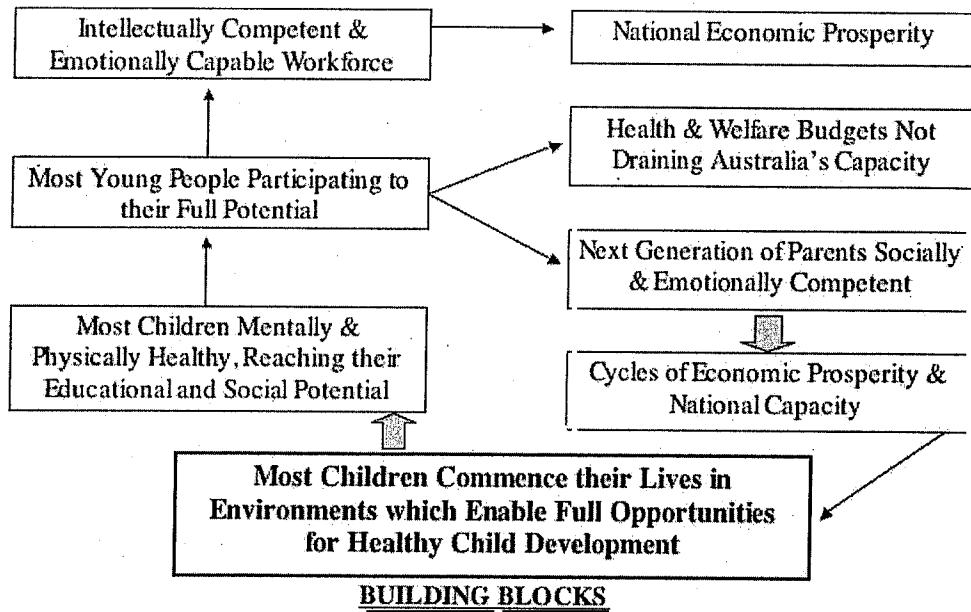 Intellectually Competent &
Emotionally Capable Workforce
National Economic Prosperity
Most Young People Participating to
their Full Potential
Health & Welfare Budgets Not
Draining Australia's Capacity
Next Generation of Parents Socially
& Emotionally Competent
Most Children Mentally &
Physically Healthy, Reaching their
Educational and Social Potential
Cycles of Economic Prosperity &
National Capacity
Most Children Commence their Lives in
Environments which Enable Full Opportunities
for Healthy Child Development
BUILDING BLOCKS